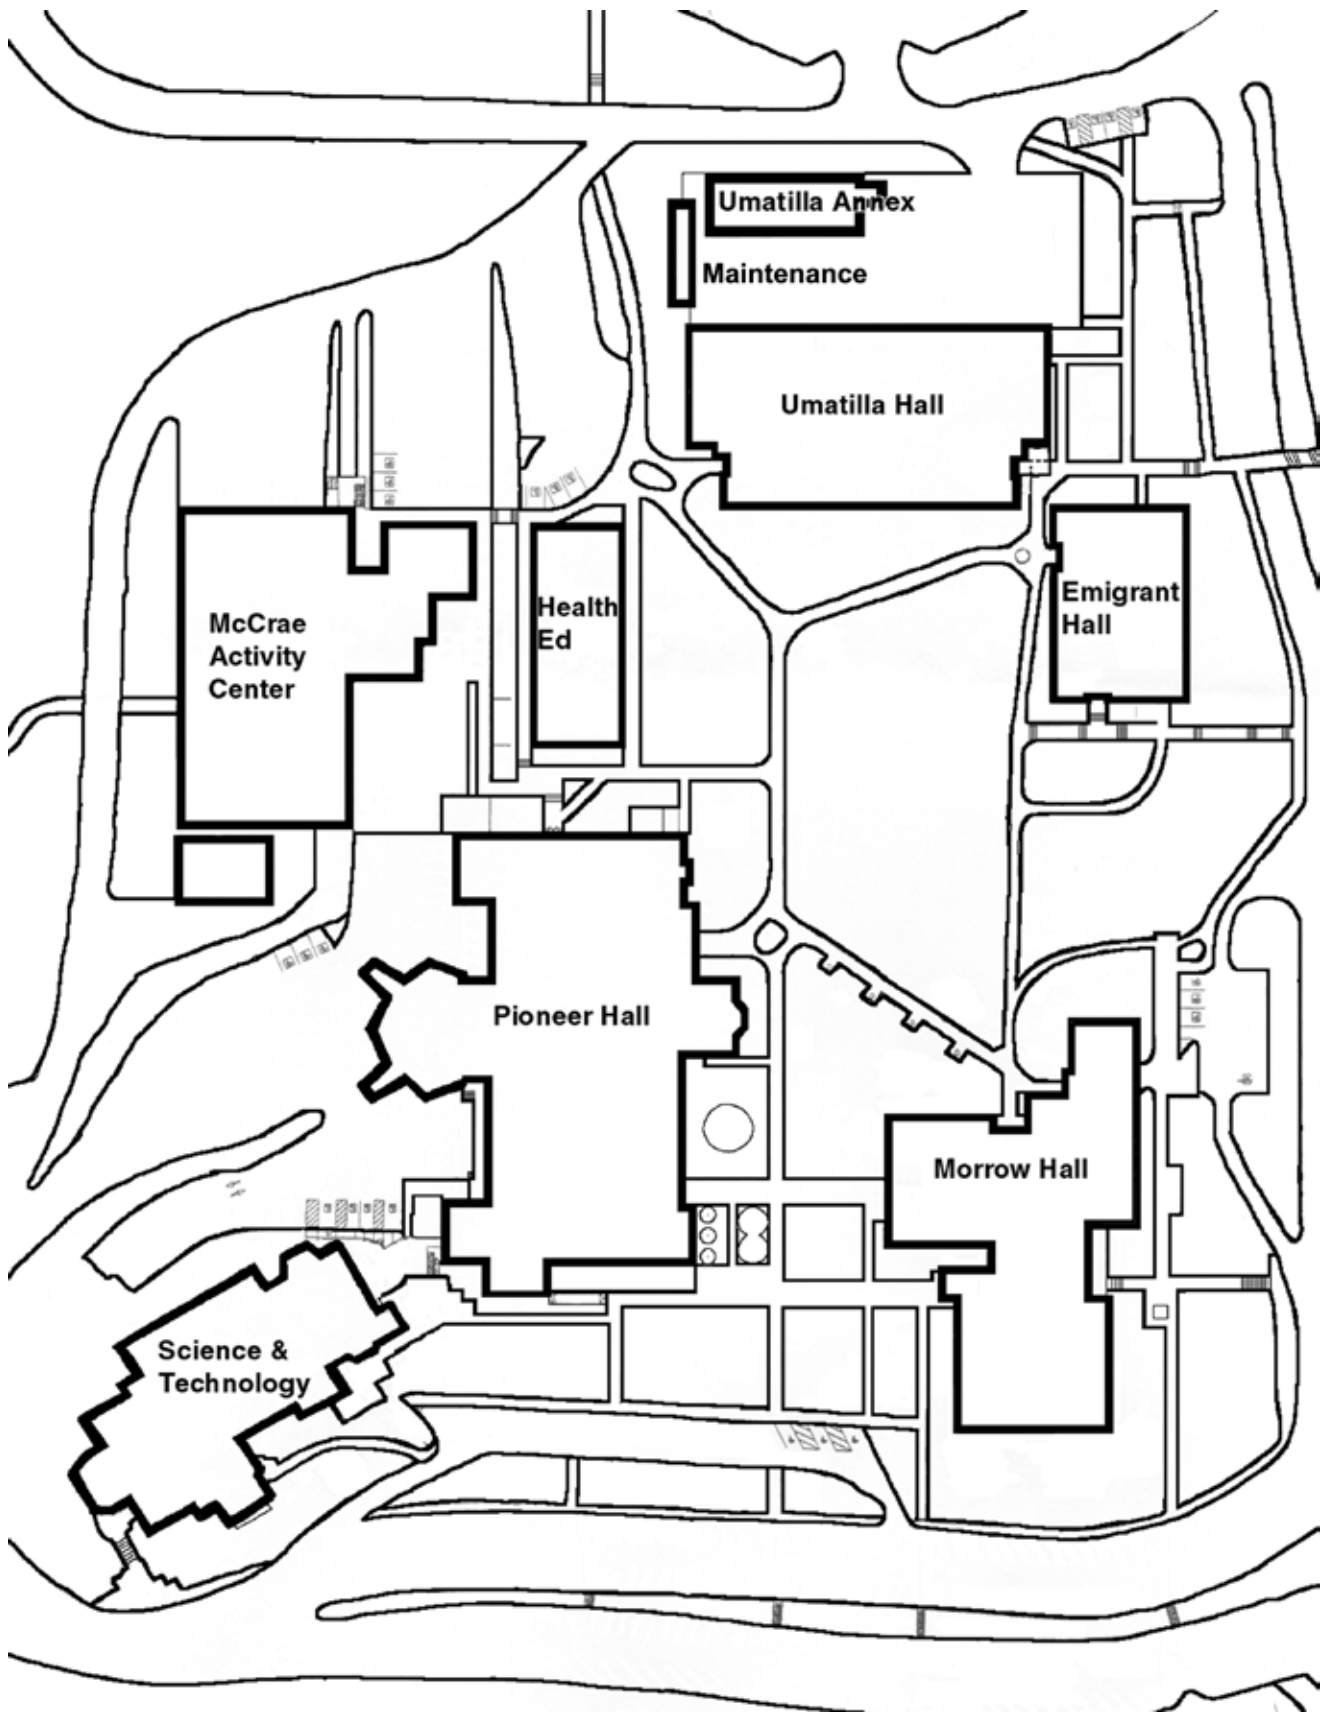 Umatilla Annex
Maintenance
Umatilla Hall
McCrae
Activity
Center
Health
Ed
Emigrant
Hall
Pioneer Hall
Morrow Hall
Science &
Technology